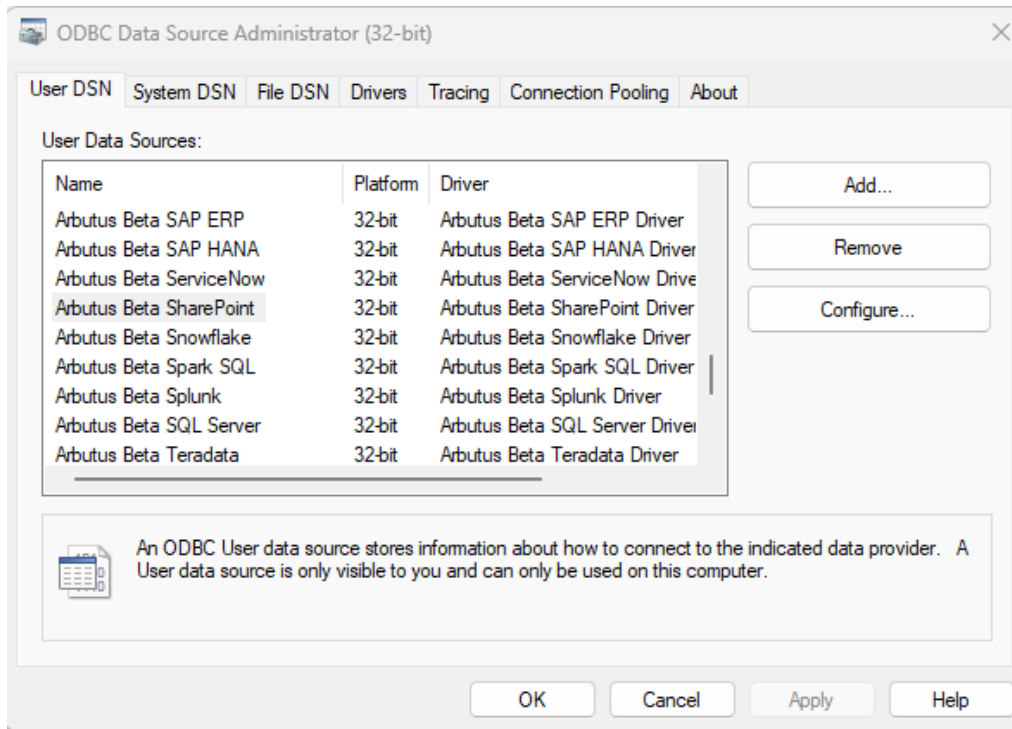 ODBC Data Source Administrator (32-bit)
User DSN System DSN File DSN Drivers Tracing Connection Pooling About
User Data Sources:
Name Platform Driver
Arbutus Beta SAP ERP 32-bit Arbutus Beta SAP ERP Driver
Arbutus Beta SAP HANA 32-bit Arbutus Beta SAP HANA Driver
Arbutus Beta ServiceNow 32-bit Arbutus Beta ServiceNow Drive
Arbutus Beta SharePoint 32-bit Arbutus Beta SharePoint Driver
Arbutus Beta Snowflake 32-bit Arbutus Beta Snowflake Driver
Arbutus Beta Spark SQL 32-bit Arbutus Beta Spark SQL Driver
Arbutus Beta Splunk 32-bit Arbutus Beta Splunk Driver
Arbutus Beta SQL Server 32-bit Arbutus Beta SQL Server Driver
Arbutus Beta Teradata 32-bit Arbutus Beta Teradata Driver
Add...
Remove
Configure...
An ODBC User data source stores information about how to connect to the indicated data provider. A
User data source is only visible to you and can only be used on this computer.
OK Cancel Apply Help